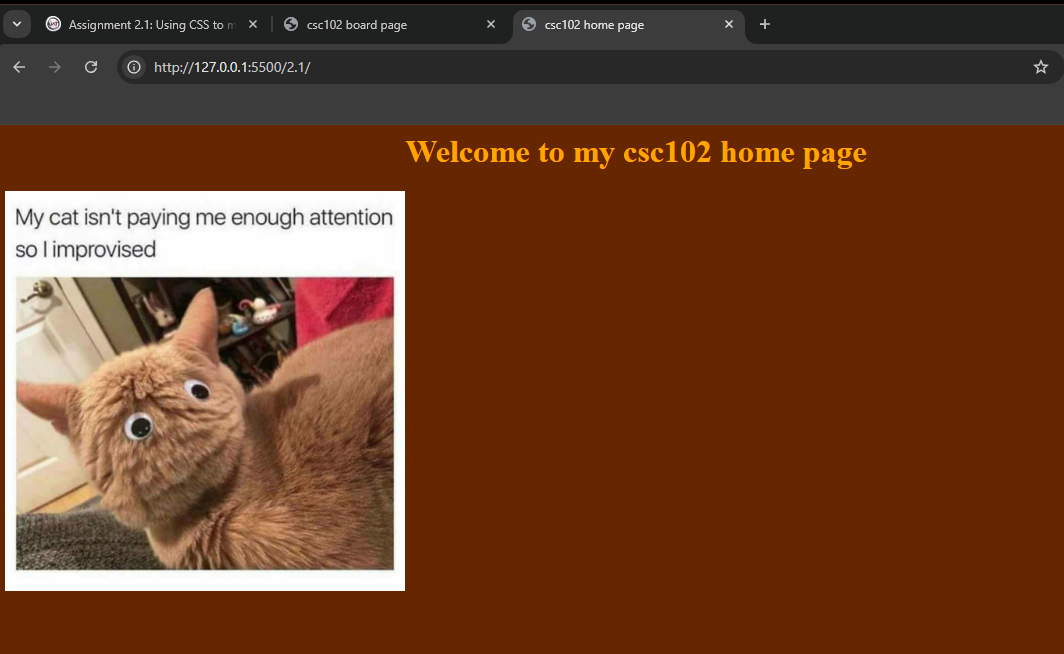 Assignment 2.1: Using CSS to m
csc102 board page
csc102 home page
http://127.0.0.1:5500/2.1/
Welcome to my csc102 home page
My cat isn't paying me enough attention
so I improvised